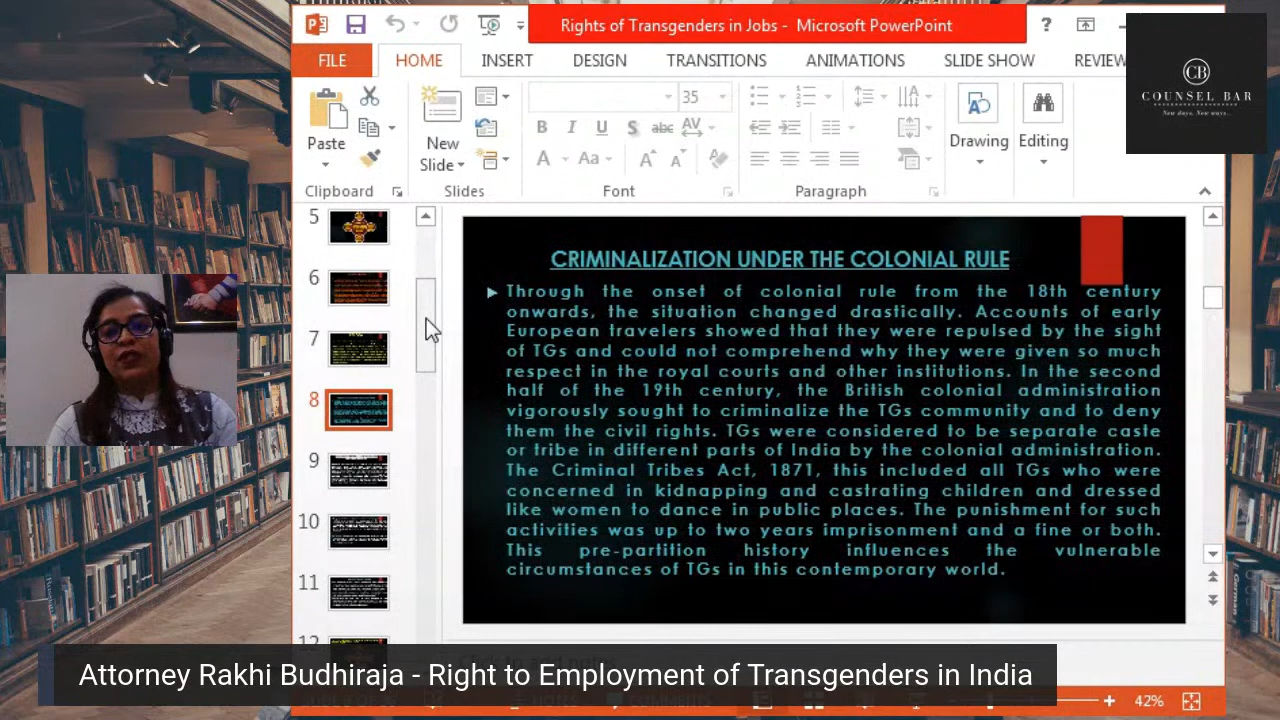 Rights of Transgenders in Jobs - Microsoft PowerPoint
?
FILE HOME INSERT DESIGN TRANSITIONS ANIMATIONS SLIDE SHOW REVIEW
CB
COUNSEL BAR
New days. New ways...
35
Paste
New
Slide
B I U S abc AV
A Aa A A
Drawing
Editing
Clipboard Slides Font Paragraph
5
6
7
8
9
10
11
12
CRIMINALIZATION UNDER THE COLONIAL RULE
Through the onset of colonial rule from the 18th century
onwards, the situation changed drastically. Accounts of early
European travelers showed that they were repulsed by the sight
of TGs and could not comprehend why they were given so much
respect in the royal courts and other institutions. In the second
half of the 19th century, the British colonial administration
vigorously sought to criminalize the TGs community and to deny
them the civil rights. TGs were considered to be separate caste
or tribe in different parts of India by the colonial administration.
The Criminal Tribes Act, this included all TGs who were
concerned in kidnapping and castrating children and dressed
like women to dance in public places. The punishment for such
activities was up to two years imprisonment and a fine or both.
This pre-partition history influences the vulnerable
circumstances of TGs in this contemporary world.
Attorney Rakhi Budhiraja - Right to Employment of Transgenders in India
42%